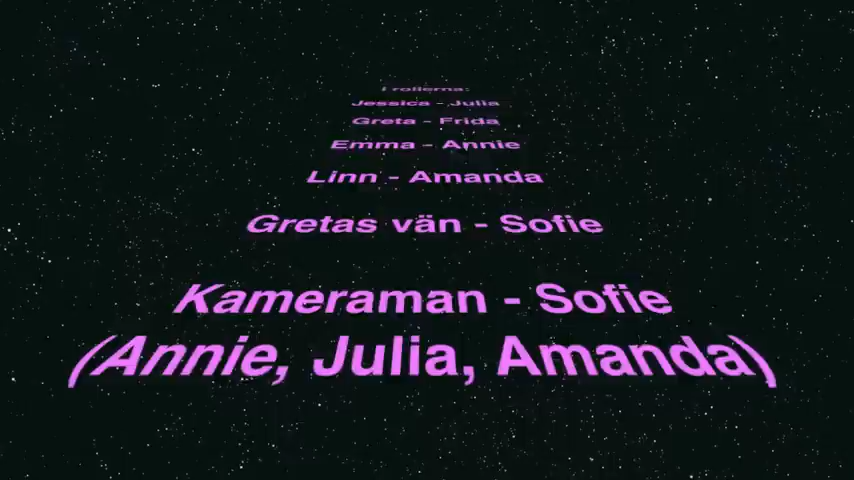 I rollerna:
Jessica - Julia
Greta - Frida
Emma - Annie
Linn - Amanda
Gretas vän - Sofie
Kameraman - Sofie
(Annie, Julia, Amanda)